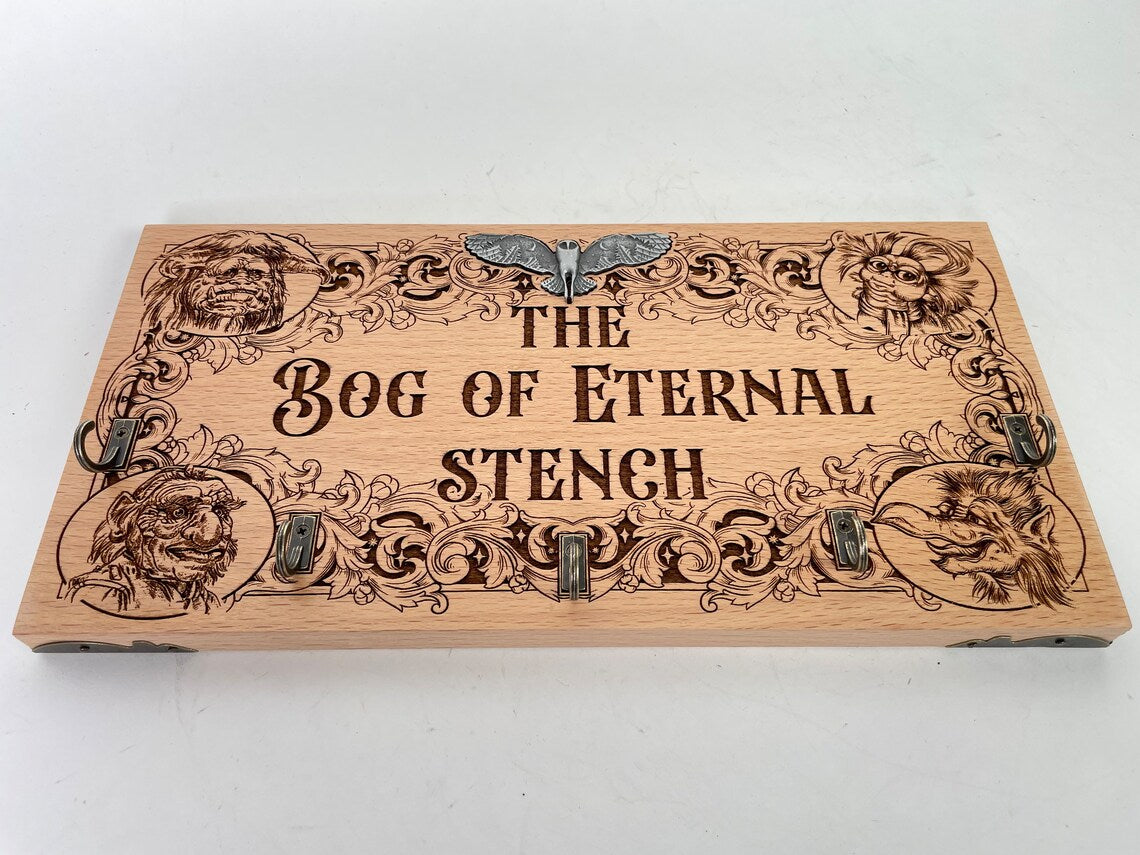 THE
BOG OF ETERNAL
STENCH